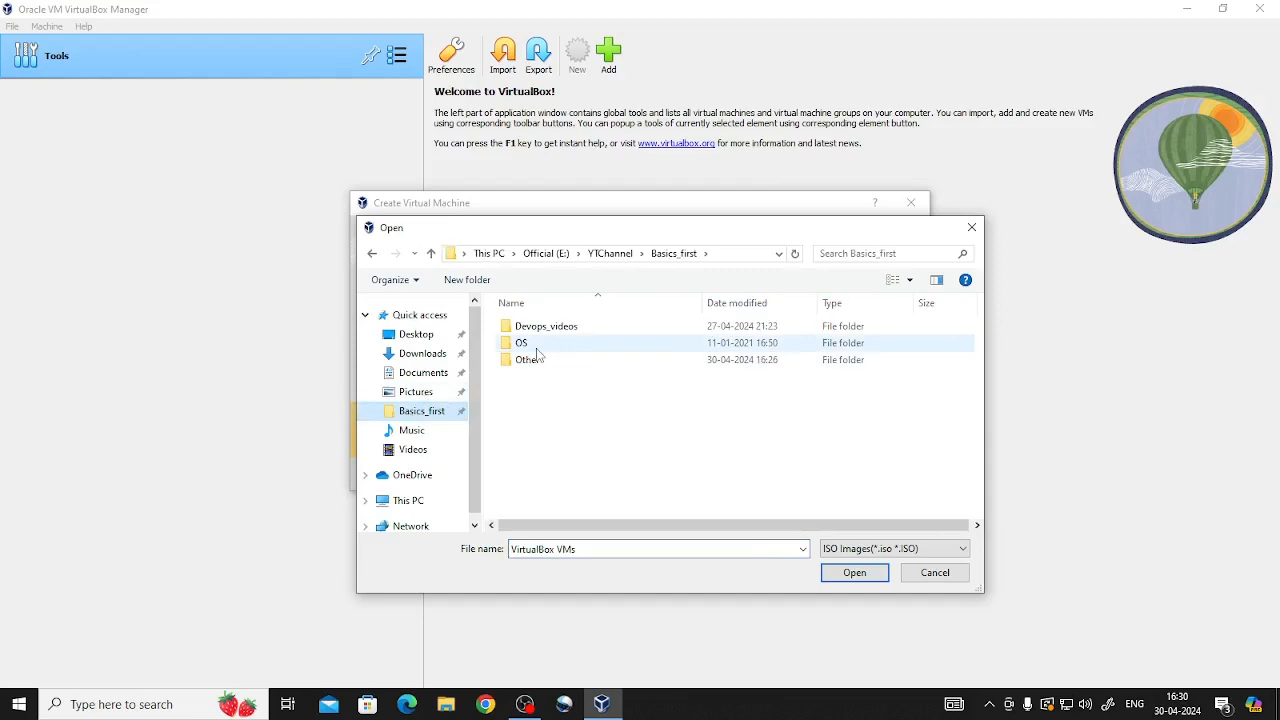 Oracle VM VirtualBox Manager
File Machine Help
Tools
Preferences Import Export New Add
Welcome to VirtualBox!
The left part of application window contains global tools and lists all virtual machines and virtual machine groups on your computer. You can import, add and create new VMs
using corresponding toolbar buttons. You can popup a tools of currently selected element using corresponding element button.
You can press the F1 key to get instant help, or visit www.virtualbox.org for more information and latest news.
Create Virtual Machine ?
Open
This PC Official (E:) YTChannel Basics_first Search Basics_first
Organize New folder ?
Name Date modified Type Size
Quick access
Desktop
Downloads
Documents
Pictures
Basics_first
Music
Videos
OneDrive
This PC
Network
Devops_videos 27-04-2024 21:23 File folder
OS 11-01-2021 16:50 File folder
Other 30-04-2024 16:26 File folder
File name: VirtualBox VMs ISO Images(*.iso *.ISO)
Open Cancel
Type here to search
ENG
16:30
30-04-2024
3